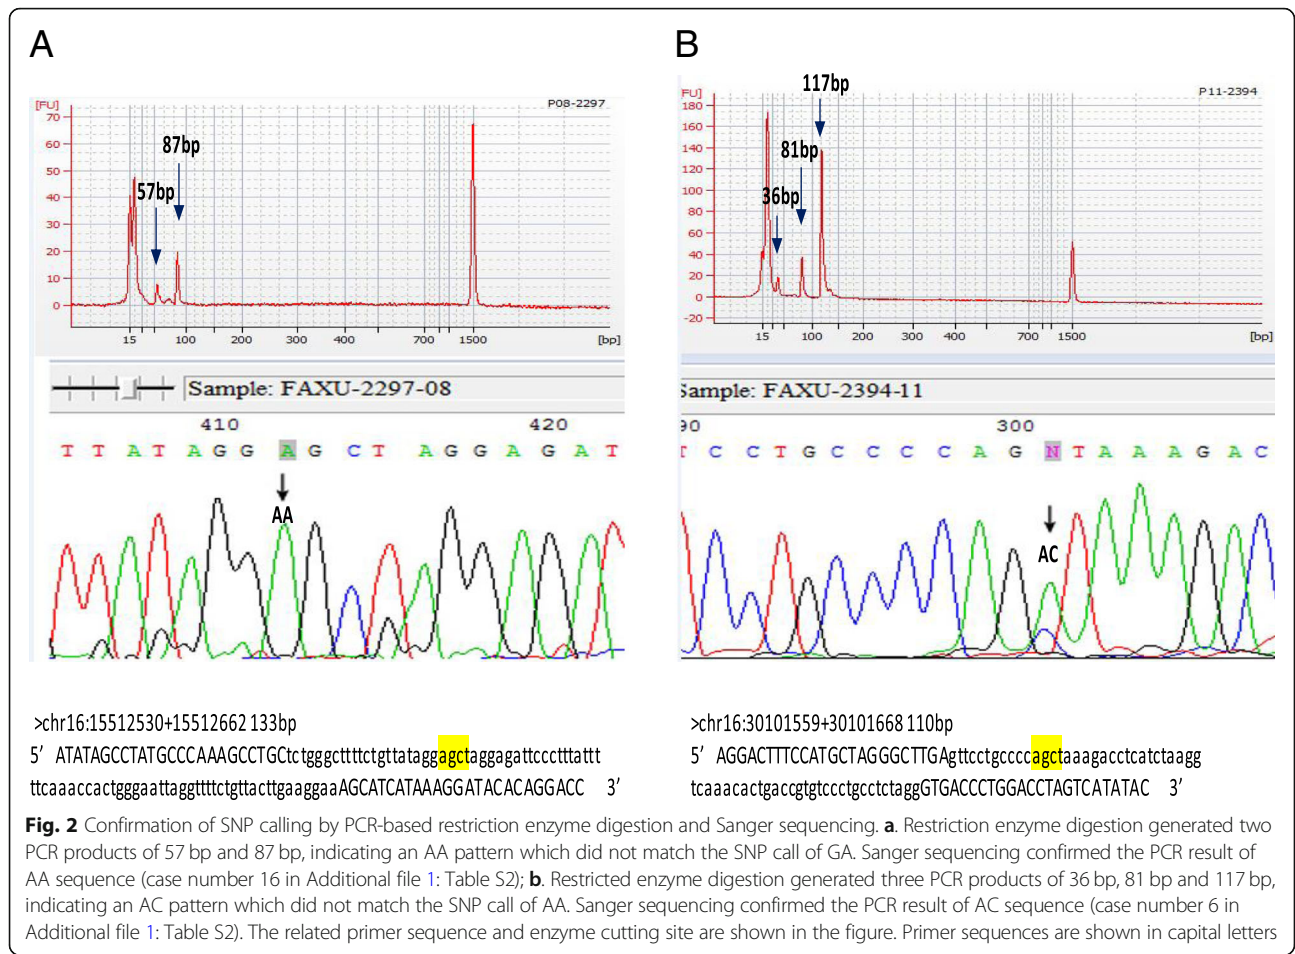 A
B
[FU]
P08-2297
70
60
50
40
30
20
10
0
87bp
57bp
15 100 200 300 400 700 1500 [bp]
FU]
P11-2394
180
160
140
120
100
80
60
40
20
0
-20
117bp
81bp
36bp
15 100 200 300 400 700 1500 [bp]
Sample: FAXU-2297-08
410 420
T T A T A G G A G C T A G G A G A T
AA
Sample: FAXU-2394-11
90 300
T C C T G C C C C A G N T A A A G A C
AC
>chr16:15512530+15512662 133bp
5′ ATATAGCCTATGCCCAAAGCCTGCtctgggcttttctgttataggagctaggagattccctttattt
ttcaaaccactgggaattaggttttctgttacttgaaggaaAGCATCATAAAGGATACACAGGACC 3′
>chr16:30101559+30101668 110bp
5′ AGGACTTTCCATGCTAGGGCTTGAgttcctgccccagctaaagacctcatctaagg
tcaaacactgaccgtgtccctgcctctaggGTGACCCTGGACCTAGTCATATAC 3′
Fig. 2 Confirmation of SNP calling by PCR-based restriction enzyme digestion and Sanger sequencing. a. Restriction enzyme digestion generated two
PCR products of 57 bp and 87 bp, indicating an AA pattern which did not match the SNP call of GA. Sanger sequencing confirmed the PCR result of
AA sequence (case number 16 in Additional file 1: Table S2); b. Restricted enzyme digestion generated three PCR products of 36 bp, 81 bp and 117 bp,
indicating an AC pattern which did not match the SNP call of AA. Sanger sequencing confirmed the PCR result of AC sequence (case number 6 in
Additional file 1: Table S2). The related primer sequence and enzyme cutting site are shown in the figure. Primer sequences are shown in capital letters